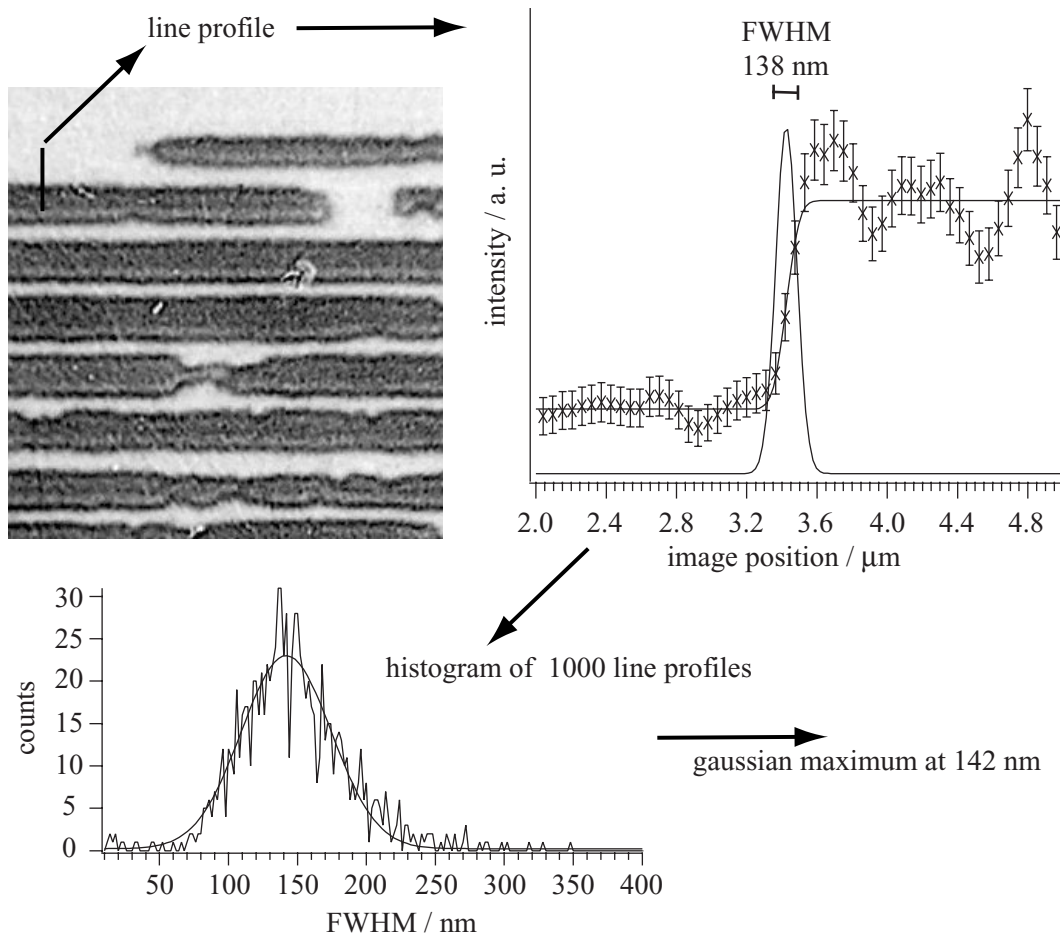 line profile
FWHM
138 nm
intensity / a. u.
2.0 2.4 2.8 3.2 3.6 4.0 4.4 4.8
image position / µm
30
25
20
15
10
5
0
counts
50 100 150 200 250 300 350 400
FWHM / nm
histogram of 1000 line profiles
gaussian maximum at 142 nm